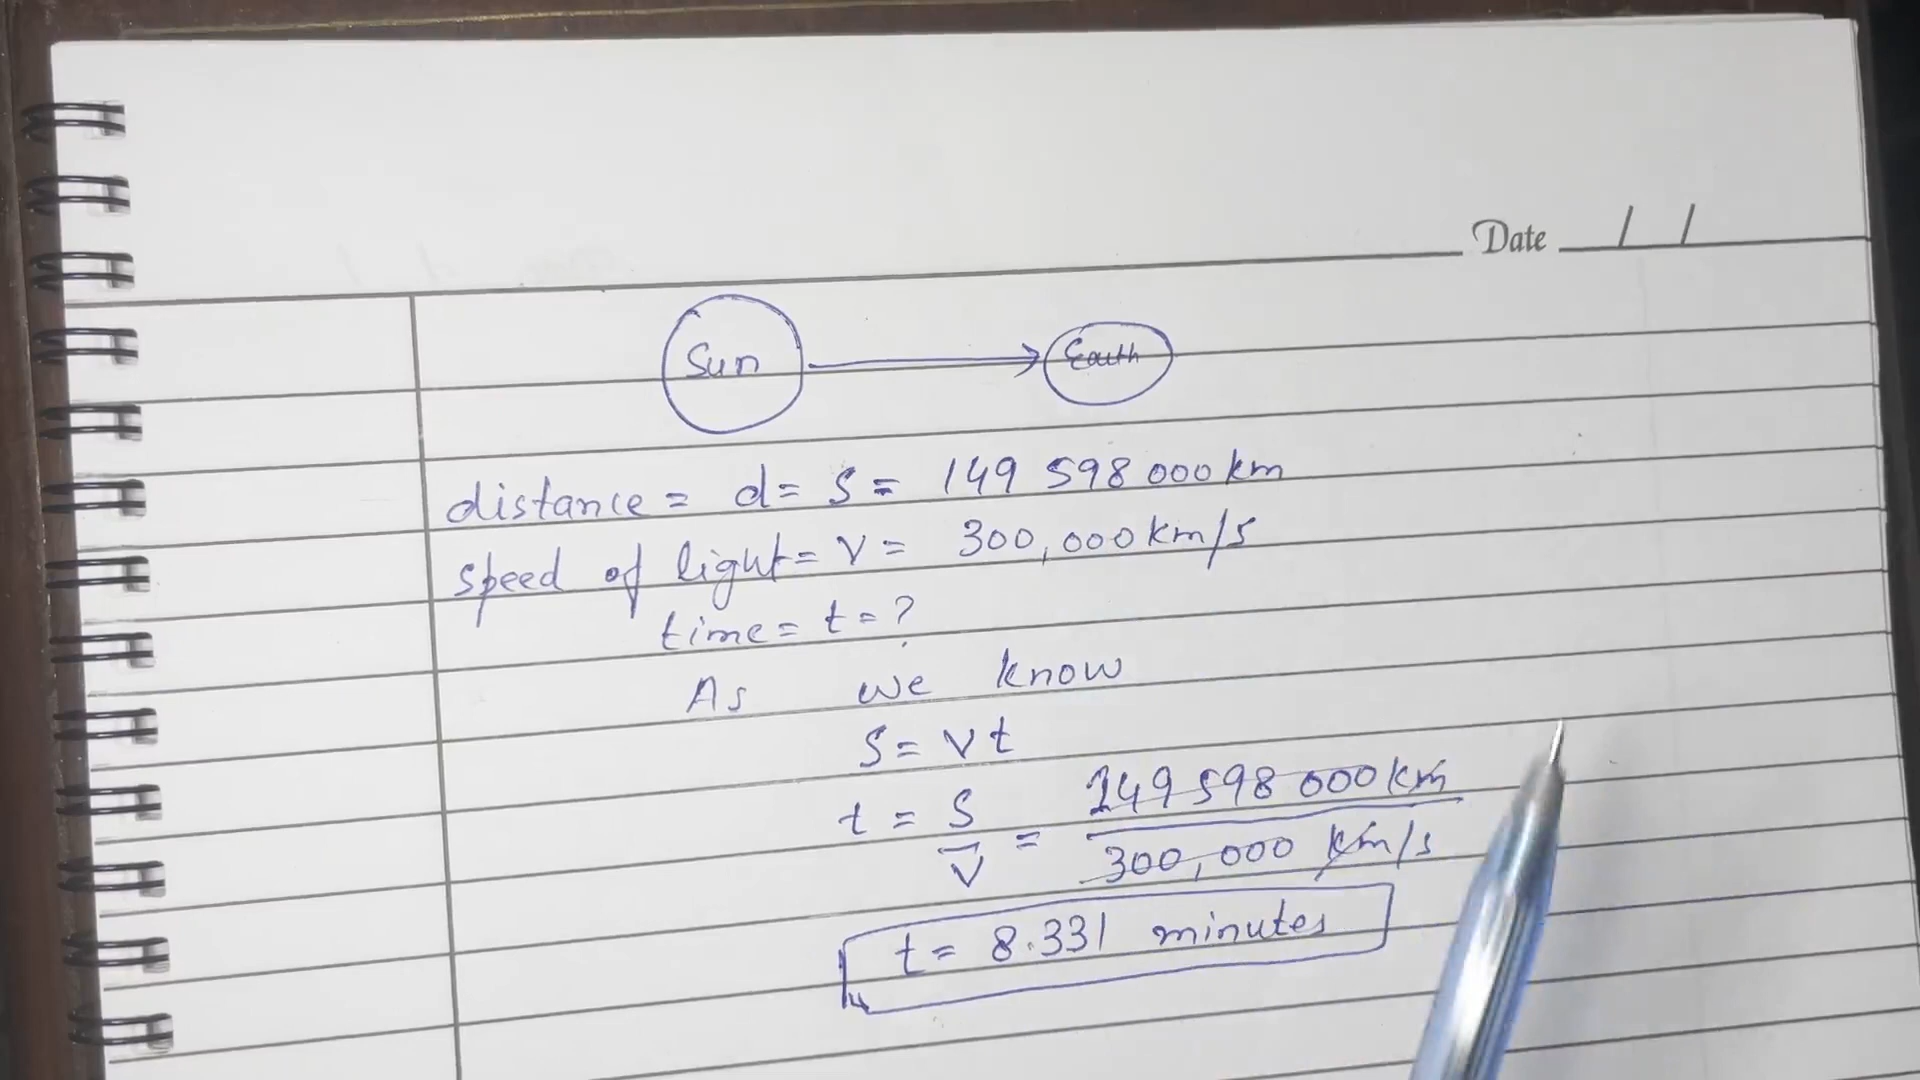 Date / /
Sun Earth
distance = d = S = 149 598 000 km
speed of light = V = 300,000 km/s
time = t = ?
As we know
S = Vt
t = S/V = 149 598 000 km / 300,000 km/s
t = 8.331 minutes